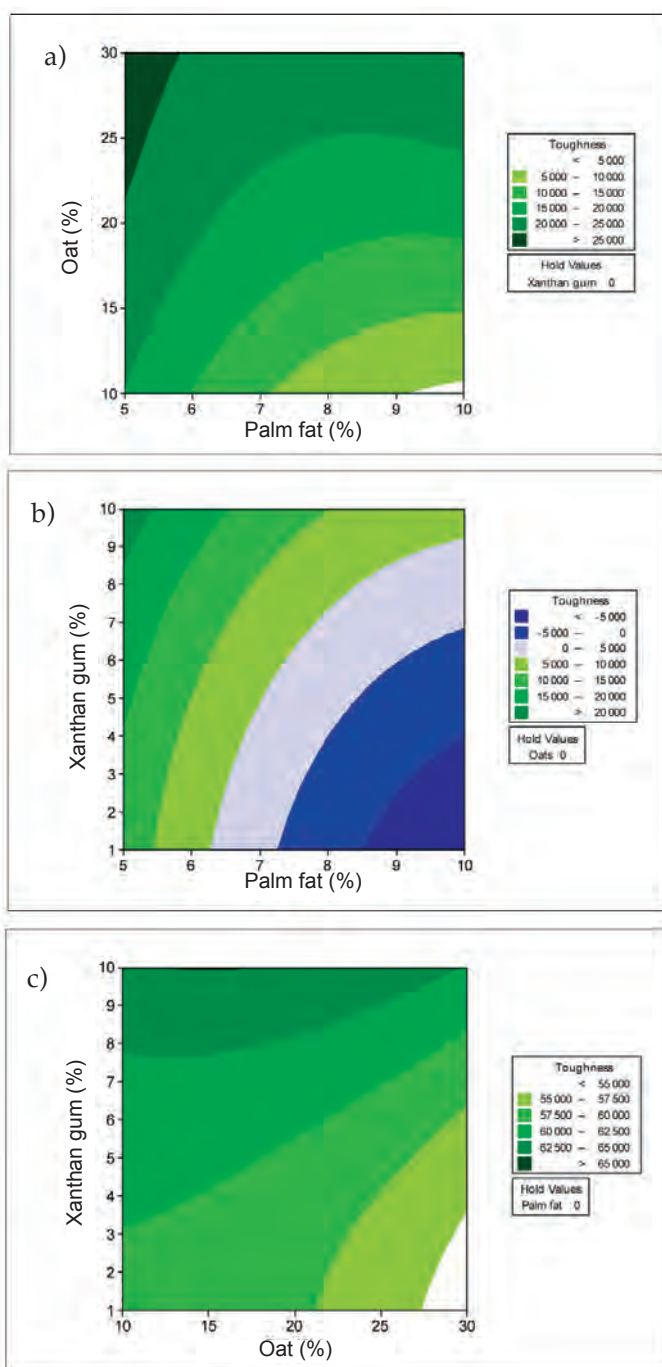 a)
30
25
20
15
10
Oat (%)
5 6 7 8 9 10
Palm fat (%)
Toughness
< 5 000
5 000 – 10 000
10 000 – 15 000
15 000 – 20 000
20 000 – 25 000
> 25 000
Hold Values
Xanthan gum 0
b)
10
9
8
7
6
5
4
3
2
1
Xanthan gum (%)
5 6 7 8 9 10
Palm fat (%)
Toughness
< -5 000
-5 000 – 0
0 – 5 000
5 000 – 10 000
10 000 – 15 000
15 000 – 20 000
> 20 000
Hold Values
Oats 0
c)
10
9
8
7
6
5
4
3
2
1
Xanthan gum (%)
10 15 20 25 30
Oat (%)
Toughness
< 55 000
55 000 – 57 500
57 500 – 60 000
60 000 – 62 500
62 500 – 65 000
> 65 000
Hold Values
Palm fat 0